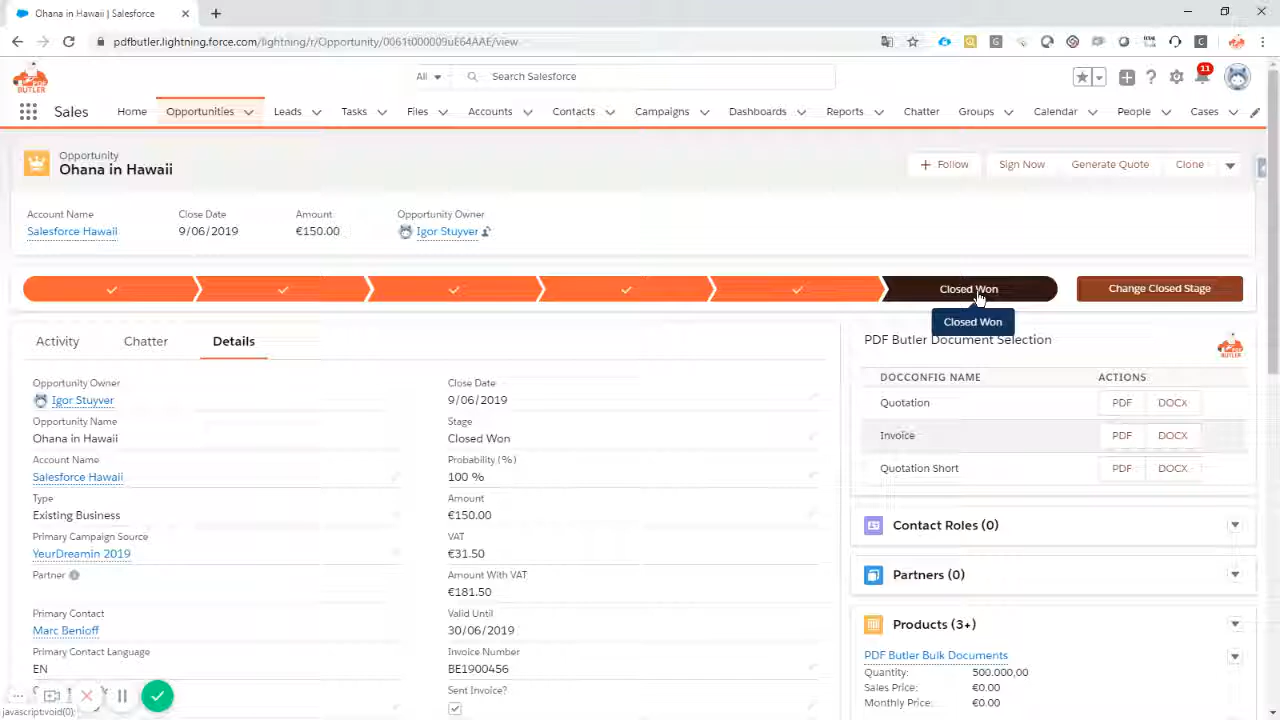 Ohana in Hawaii | Salesforce
pdfbutler.lightning.force.com/lightning/r/Opportunity/0061t000009uE64AAE/view
PDF BUTLER
All
Search Salesforce
11
Sales
Home
Opportunities
Leads
Tasks
Files
Accounts
Contacts
Campaigns
Dashboards
Reports
Chatter
Groups
Calendar
People
Cases
Opportunity
Ohana in Hawaii
Follow
Sign Now
Generate Quote
Clone
Account Name
Close Date
Amount
Opportunity Owner
Salesforce Hawaii
9/06/2019
€150.00
Igor Stuyver
Closed Won
Change Closed Stage
Closed Won
Activity
Chatter
Details
Opportunity Owner
Igor Stuyver
Opportunity Name
Ohana in Hawaii
Account Name
Salesforce Hawaii
Type
Existing Business
Primary Campaign Source
YeurDreamin 2019
Partner
Primary Contact
Marc Benioff
Primary Contact Language
EN
Close Date
9/06/2019
Stage
Closed Won
Probability (%)
100 %
Amount
€150.00
VAT
€31.50
Amount With VAT
€181.50
Valid Until
30/06/2019
Invoice Number
BE1900456
Sent Invoice?
PDF Butler Document Selection
DOCCONFIG NAME
ACTIONS
Quotation
PDF
DOCX
Invoice
PDF
DOCX
Quotation Short
PDF
DOCX
Contact Roles (0)
Partners (0)
Products (3+)
PDF Butler Bulk Documents
Quantity: 500.000,00
Sales Price: €0.00
Monthly Price: €0.00
javascript:void(0);